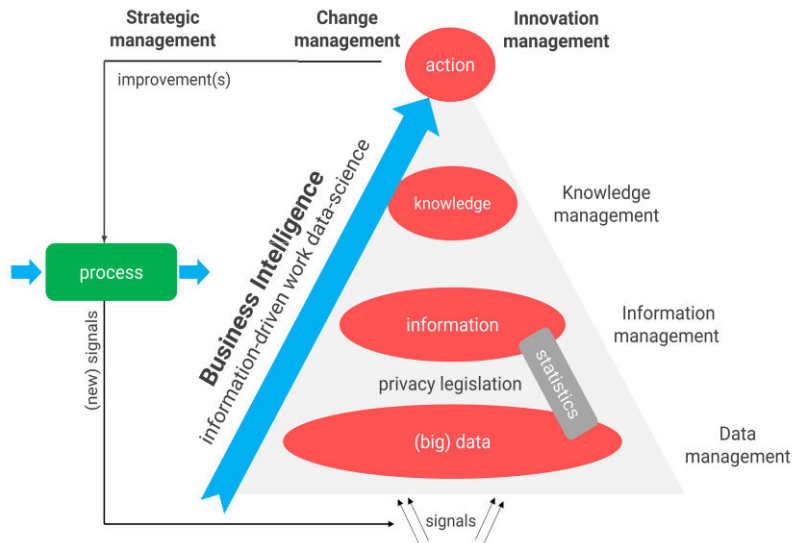 Strategic
management
Change
management
Innovation
management
action
improvement(s)
Business Intelligence
information-driven work data-science
knowledge
Knowledge
management
process
(new) signals
information
Information
management
statistics
privacy legislation
(big) data
Data
management
signals